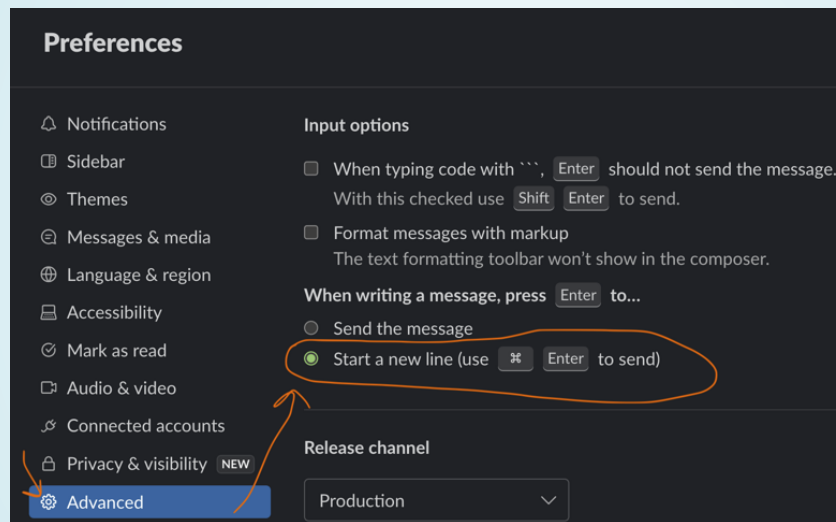 Preferences
Notifications
Sidebar
Themes
Messages & media
Language & region
Accessibility
Mark as read
Audio & video
Connected accounts
Privacy & visibility NEW
Advanced
Input options
When typing code with ```, Enter should not send the message.
With this checked use Shift Enter to send.
Format messages with markup
The text formatting toolbar won't show in the composer.
When writing a message, press Enter to...
Send the message
Start a new line (use ⌘ Enter to send)
Release channel
Production